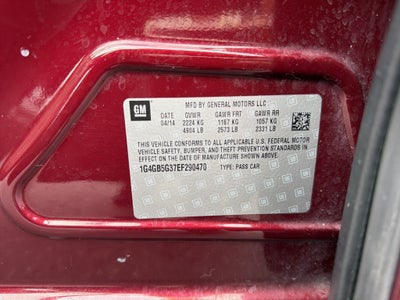 GM
MFD BY GENERAL MOTORS LLC
04/14 GVWR GAWR FRT GAWR RR
2224 KG 1167 KG 1057 KG
4904 LB 2573 LB 2331 LB
THIS VEHICLE CONFORMS TO ALL APPLICABLE U.S. FEDERAL MOTOR
VEHICLE SAFETY, BUMPER, AND THEFT PREVENTION STANDARDS
IN EFFECT ON THE DATE OF MANUFACTURE SHOWN ABOVE.
1G4GB5G37EF290470 TYPE: PASS CAR